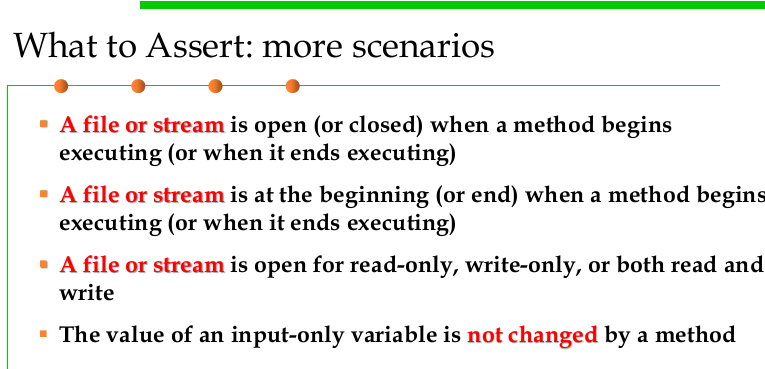 What to Assert: more scenarios
A file or stream is open (or closed) when a method begins
executing (or when it ends executing)
A file or stream is at the beginning (or end) when a method begins
executing (or when it ends executing)
A file or stream is open for read-only, write-only, or both read and
write
The value of an input-only variable is not changed by a method